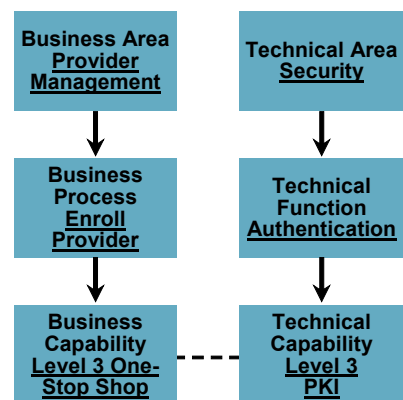 Business Area
Provider
Management
Technical Area
Security
Business
Process
Enroll
Provider
Technical
Function
Authentication
Business
Capability
Level 3 One-
Stop Shop
Technical
Capability
Level 3
PKI